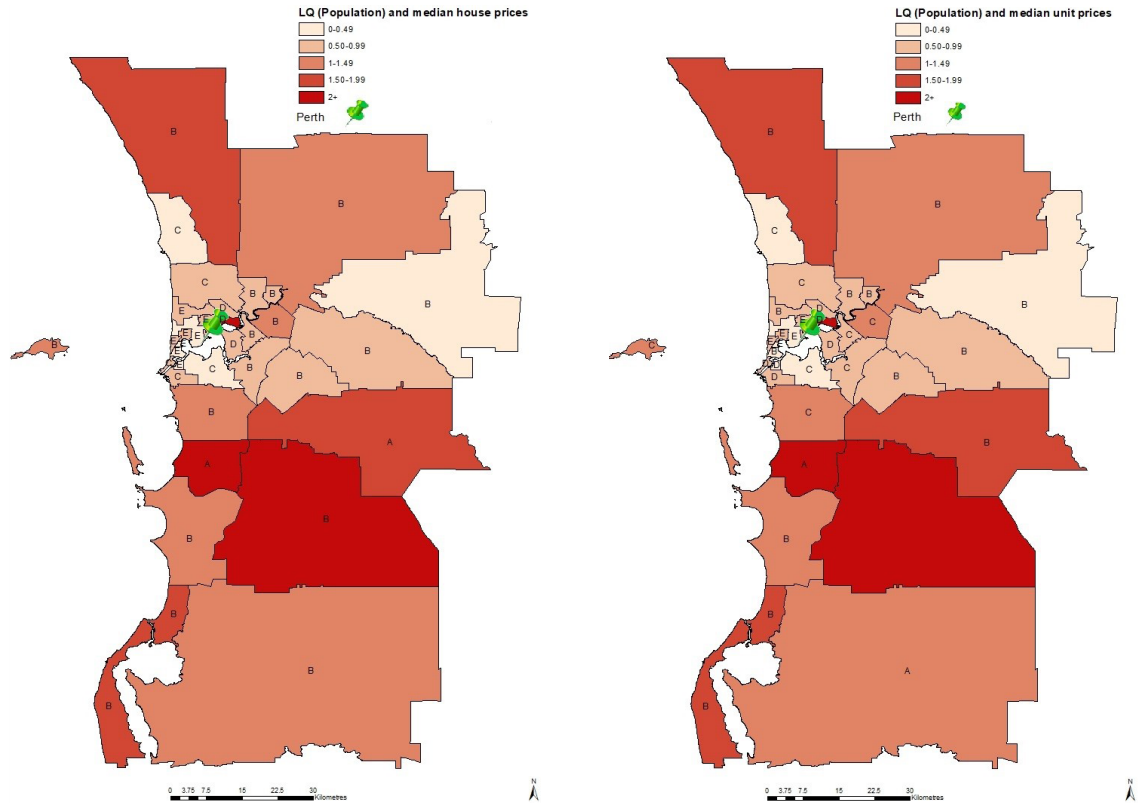 LQ (Population) and median house prices
0-0.49
0.50-0.99
1-1.49
1.50-1.99
2+
Perth
B
B
C
B
C
B
B
E
D
E
B
B
E
D
B
E
B
C
B
B
C
B
A
A
B
B
B
B
B
0 3.75 7.5 15 22.5 30
Kilometres
N
LQ (Population) and median unit prices
0-0.49
0.50-0.99
1-1.49
1.50-1.99
2+
Perth
B
B
C
B
C
B
B
B
D
E
C
C
E
D
C
B
C
C
B
D
C
B
A
B
B
B
A
0 3.75 7.5 15 22.5 30
Kilometres
N